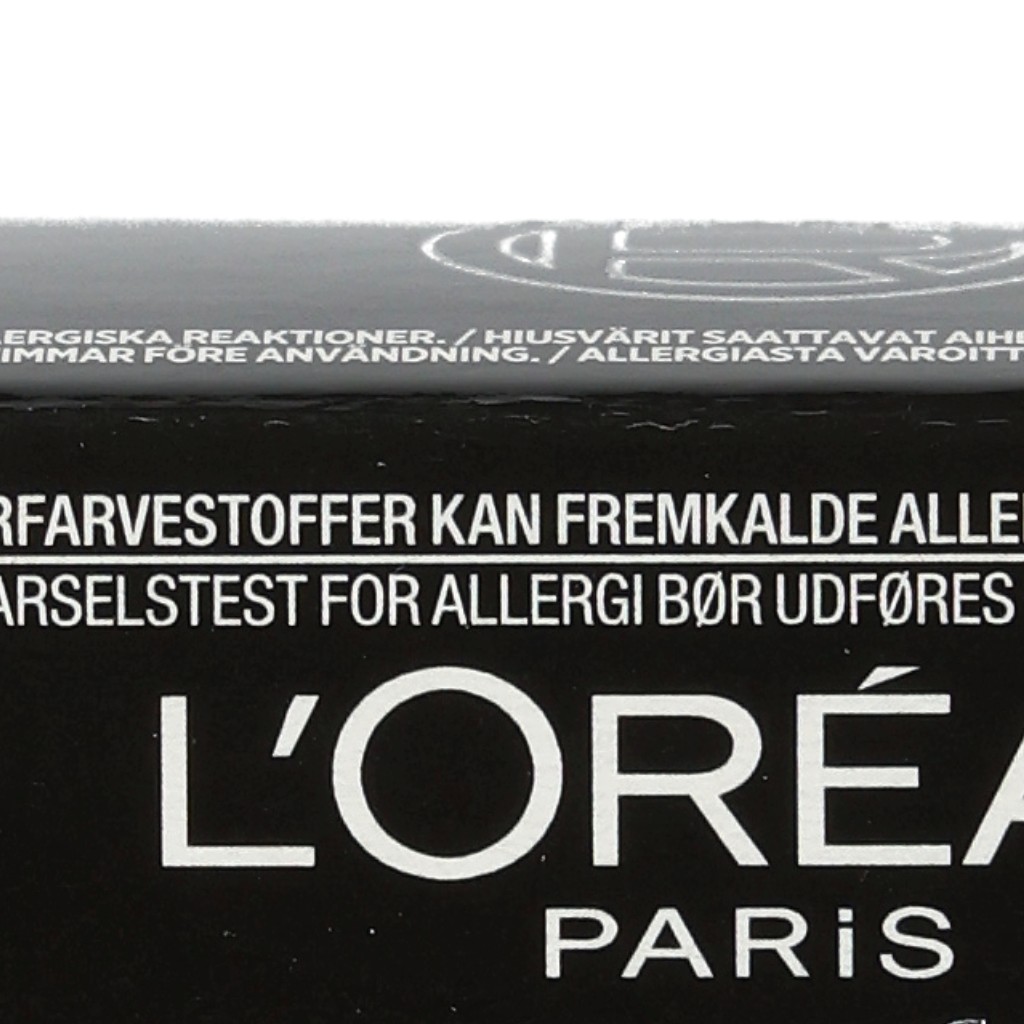 LERGISKA REAKTIONER. / HIUSVÄRIT SAATTAVAT AIHE
TIMMAR FÖRE ANVÄNDNING. / ALLERGIASTA VAROITT
RFARVESTOFFER KAN FREMKALDE ALLE
ARSELSTEST FOR ALLERGI BØR UDFØRES
L'ORÉA
PARiS